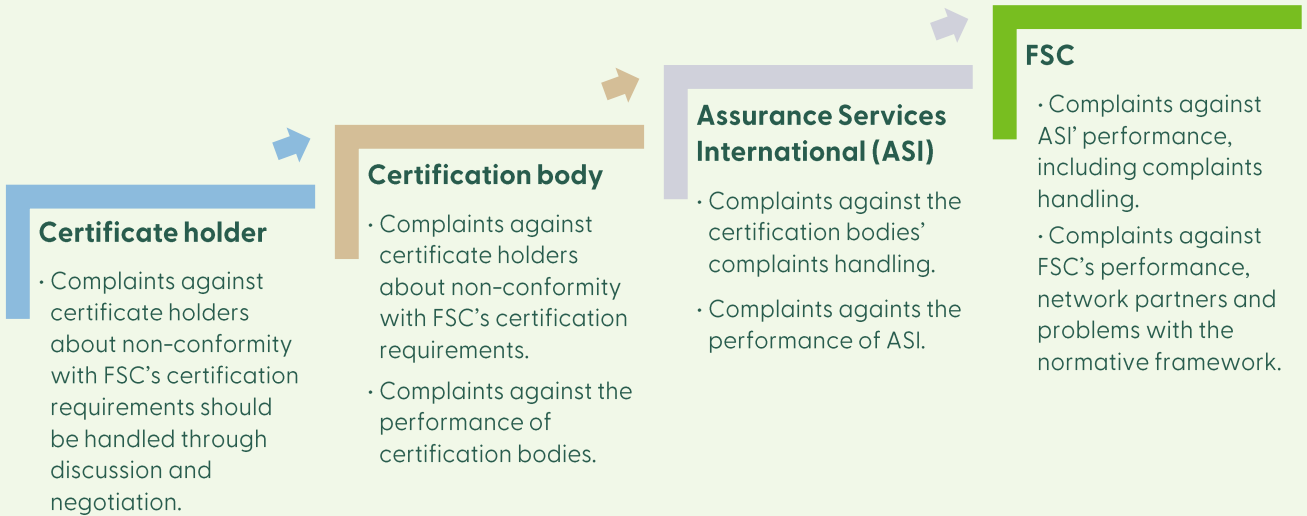 Certificate holder
· Complaints against
certificate holders
about non-conformity
with FSC’s certification
requirements should
be handled through
discussion and
negotiation.
Certification body
· Complaints against
certificate holders
about non-conformity
with FSC’s certification
requirements.
· Complaints against the
performance of
certification bodies.
Assurance Services
International (ASI)
· Complaints against the
certification bodies’
complaints handling.
· Complaints againts the
performance of ASI.
FSC
· Complaints against
ASI’ performance,
including complaints
handling.
· Complaints against
FSC’s performance,
network partners and
problems with the
normative framework.